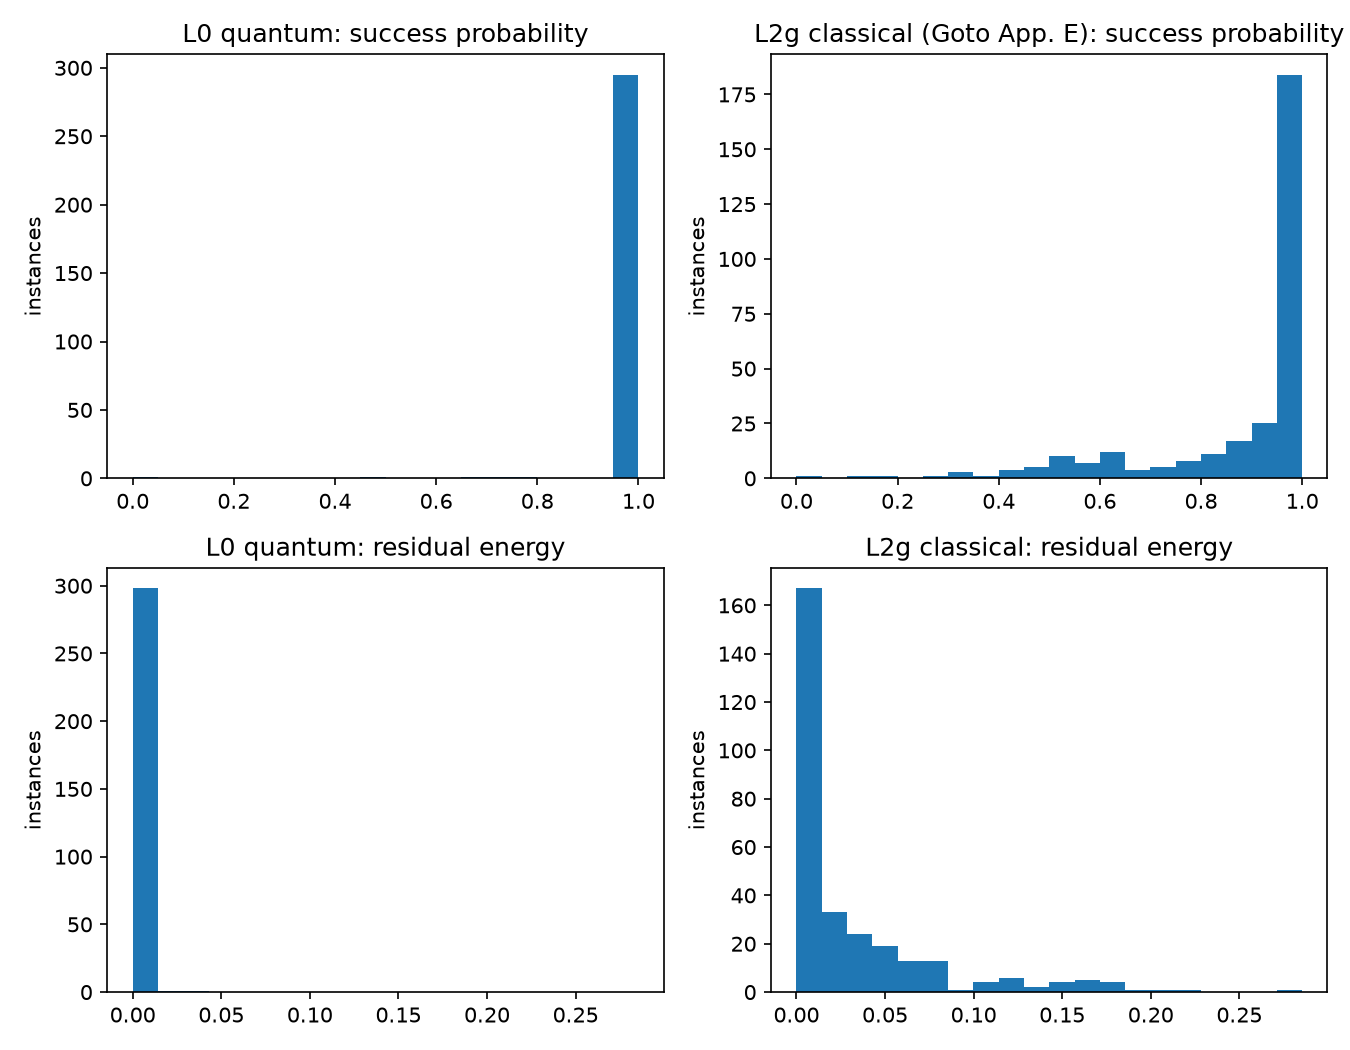 L0 quantum: success probability
L2g classical (Goto App. E): success probability
300
250
200
150
100
50
0
instances
0.0 0.2 0.4 0.6 0.8 1.0
175
150
125
100
75
50
25
0
instances
0.0 0.2 0.4 0.6 0.8 1.0
L0 quantum: residual energy
L2g classical: residual energy
300
250
200
150
100
50
0
instances
0.00 0.05 0.10 0.15 0.20 0.25
160
140
120
100
80
60
40
20
0
instances
0.00 0.05 0.10 0.15 0.20 0.25